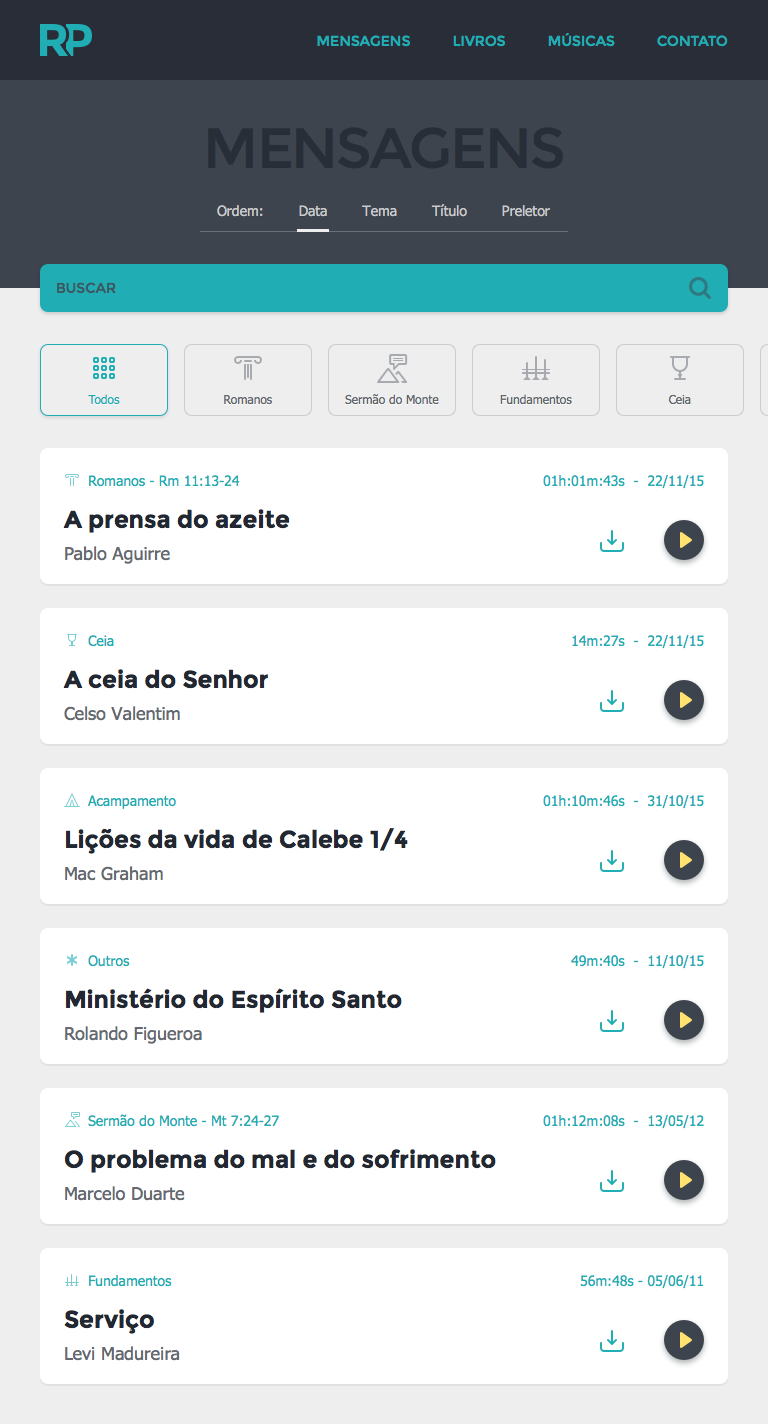 RP
MENSAGENS LIVROS MÚSICAS CONTATO
MENSAGENS
Ordem: Data Tema Título Preletor
BUSCAR
Todos Romanos Sermão do Monte Fundamentos Ceia
Romanos - Rm 11:13-24 01h:01m:43s - 22/11/15
A prensa do azeite
Pablo Aguirre
Ceia 14m:27s - 22/11/15
A ceia do Senhor
Celso Valentim
Acampamento 01h:10m:46s - 31/10/15
Lições da vida de Calebe 1/4
Mac Graham
Outros 49m:40s - 11/10/15
Ministério do Espírito Santo
Rolando Figueroa
Sermão do Monte - Mt 7:24-27 01h:12m:08s - 13/05/12
O problema do mal e do sofrimento
Marcelo Duarte
Fundamentos 56m:48s - 05/06/11
Serviço
Levi Madureira